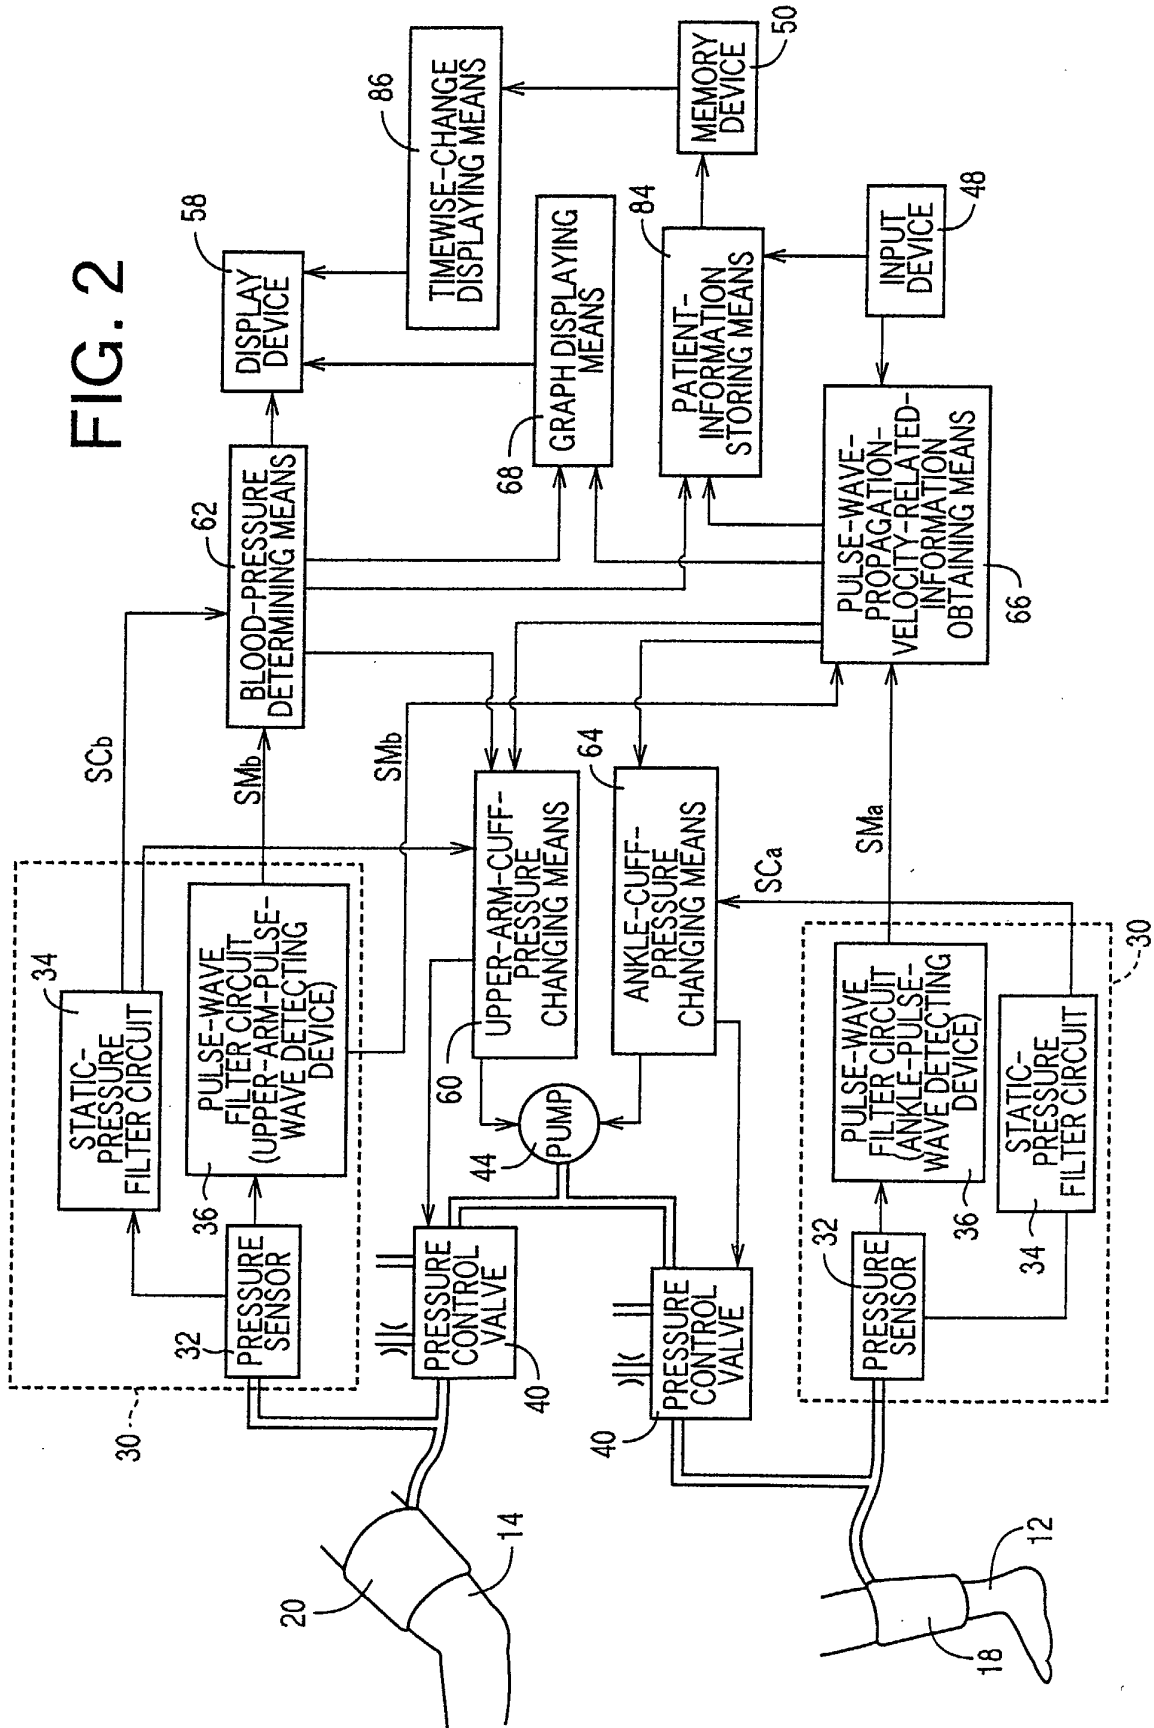 FIG. 2
SCb
SMb
SMb
SCa
SMa
30
34
STATIC-
PRESSURE
FILTER CIRCUIT
36
PULSE-WAVE
FILTER CIRCUIT
(UPPER-ARM-PULSE-
WAVE DETECTING
DEVICE)
32
PRESSURE
SENSOR
20
14
PRESSURE
CONTROL
VALVE
40
44
PUMP
60
UPPER-ARM-CUFF-
PRESSURE
CHANGING MEANS
64
ANKLE-CUFF-
PRESSURE
CHANGING MEANS
40
PRESSURE
CONTROL
VALVE
62
BLOOD-PRESSURE
DETERMINING MEANS
58
DISPLAY
DEVICE
86
TIMEWISE-CHANGE
DISPLAYING MEANS
68
GRAPH DISPLAYING
MEANS
84
PATIENT-
INFORMATION
STORING MEANS
MEMORY
DEVICE
50
INPUT
DEVICE
48
PULSE-WAVE-
PROPAGATION-
VELOCITY-RELATED-
INFORMATION
OBTAINING MEANS
66
30
32
PRESSURE
SENSOR
PULSE-WAVE
FILTER CIRCUIT
(ANKLE-PULSE-
WAVE DETECTING
DEVICE)
36
STATIC-
PRESSURE
FILTER CIRCUIT
34
18
12